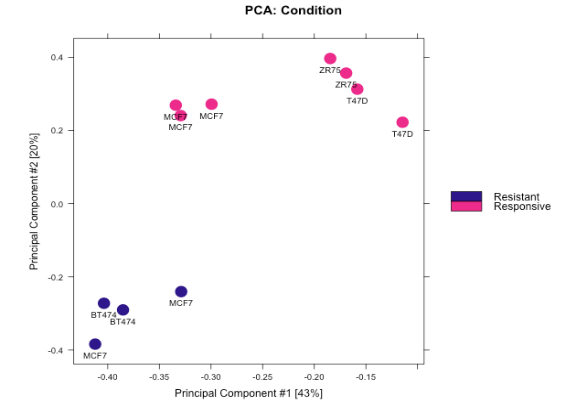 PCA: Condition
0.4
0.2
0.0
-0.2
-0.4
Principal Component #2 [20%]
ZR75
ZR75
T47D
T47D
MCF7
MCF7
MCF7
MCF7
BT474
BT474
MCF7
Resistant
Responsive
-0.40
-0.35
-0.30
-0.25
-0.20
-0.15
Principal Component #1 [43%]